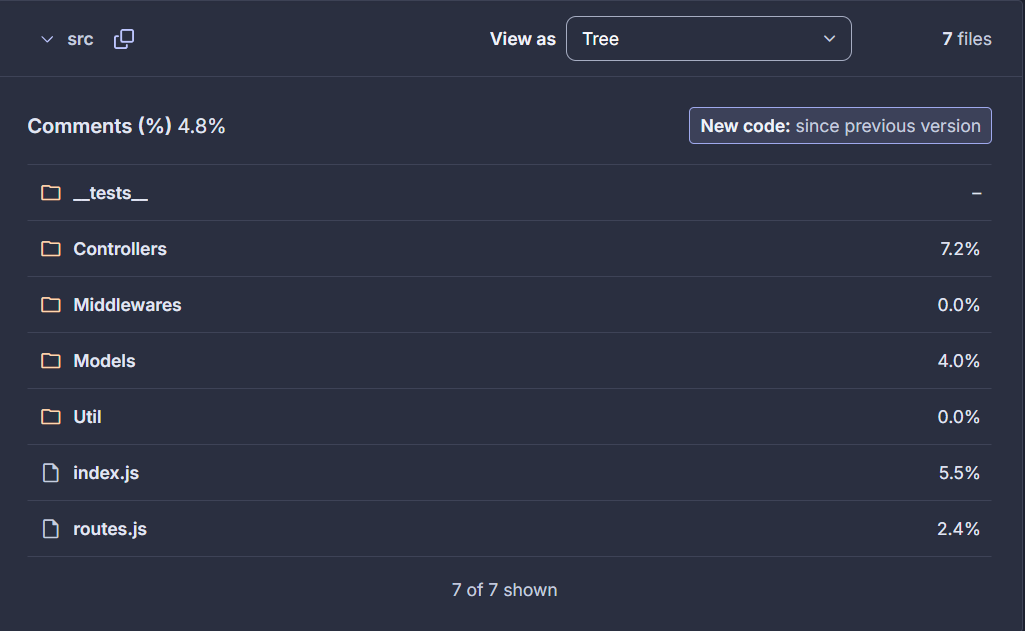 src View as Tree 7 files
Comments (%) 4.8% New code: since previous version
__tests__ –
Controllers 7.2%
Middlewares 0.0%
Models 4.0%
Util 0.0%
index.js 5.5%
routes.js 2.4%
7 of 7 shown